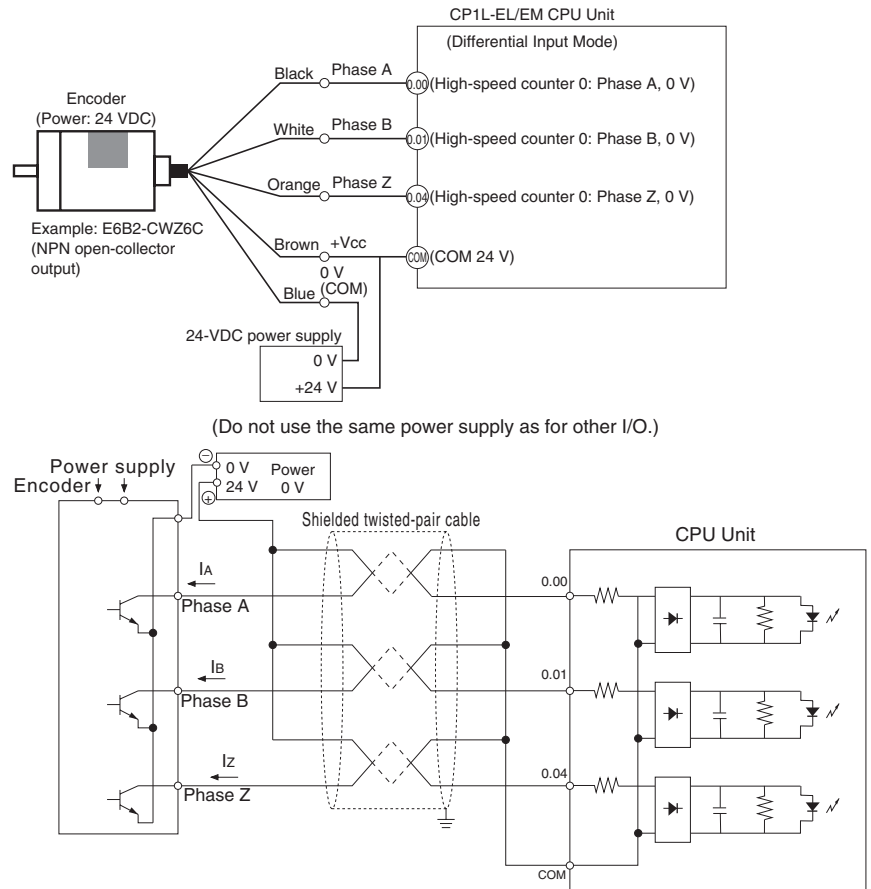 CP1L-EL/EM CPU Unit
(Differential Input Mode)
Black Phase A 0.00 (High-speed counter 0: Phase A, 0 V)
Encoder
(Power: 24 VDC)
White Phase B 0.01 (High-speed counter 0: Phase B, 0 V)
Orange Phase Z 0.04 (High-speed counter 0: Phase Z, 0 V)
Example: E6B2-CWZ6C
(NPN open-collector
output)
Brown +Vcc COM (COM 24 V)
0 V
Blue (COM)
24-VDC power supply
0 V
+24 V
(Do not use the same power supply as for other I/O.)
Power supply
Encoder
− 0 V Power
+ 24 V 0 V
Shielded twisted-pair cable
CPU Unit
IA
Phase A
0.00
IB
Phase B
0.01
IZ
Phase Z
0.04
COM